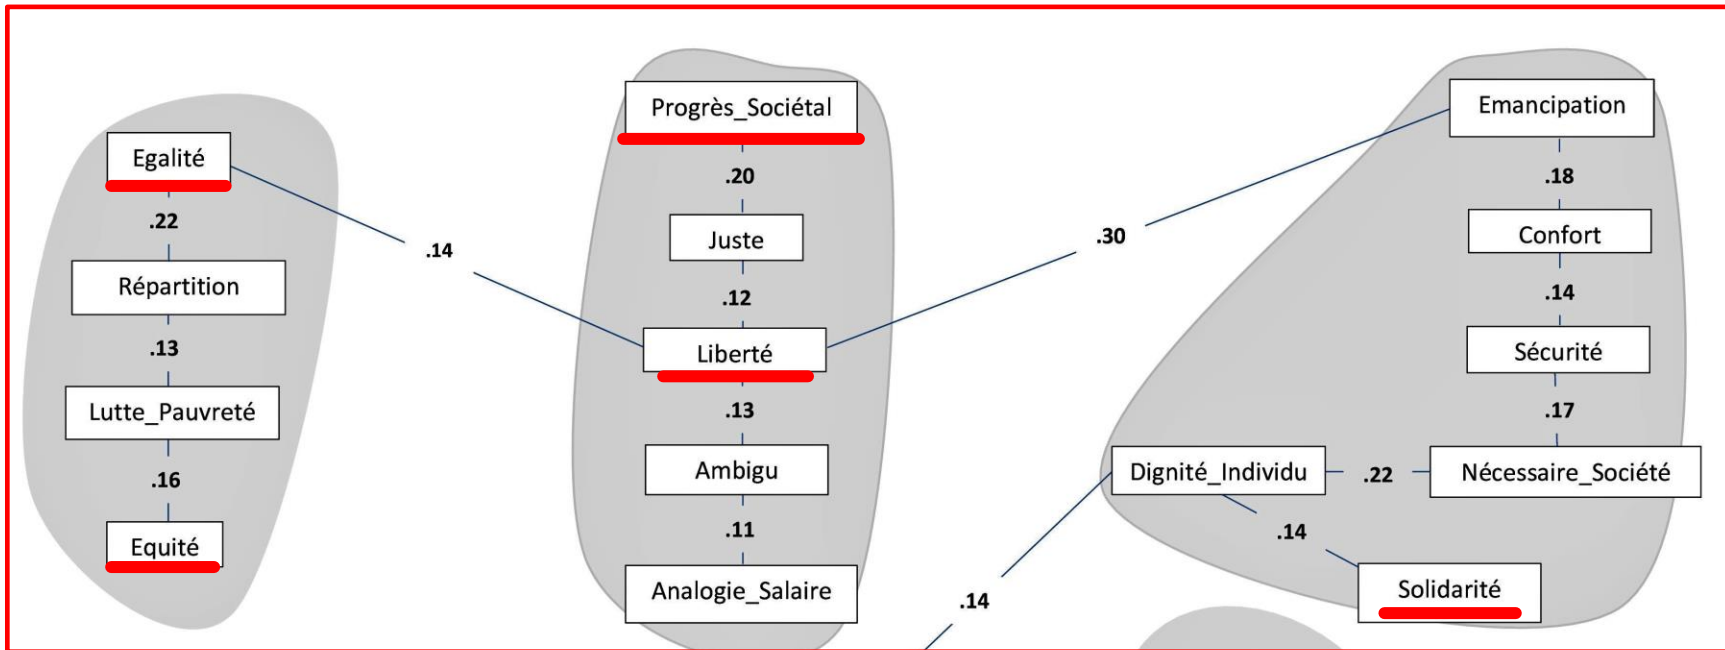 Egalité
.22
Répartition
.13
Lutte_Pauvreté
.16
Equité
.14
Progrès_Sociétal
.20
Juste
.12
Liberté
.13
Ambigu
.11
Analogie_Salaire
.30
Emancipation
.18
Confort
.14
Sécurité
.17
Dignité_Individu .22 Nécessaire_Société
.14
Solidarité
.14